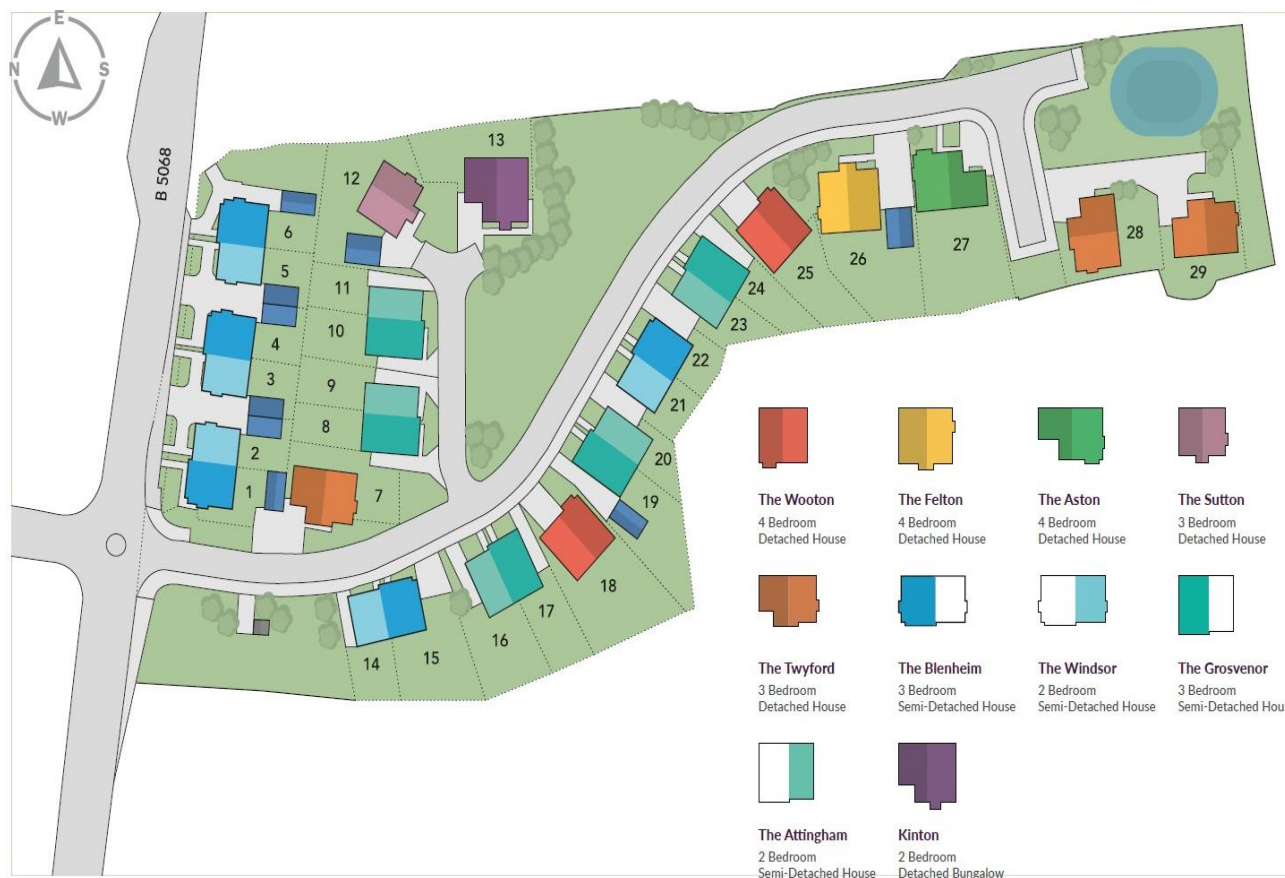 E
N
S
W
B 5068
13
12
6
5
11
10
4
3
9
8
2
1
7
25
26
27
28
29
24
23
22
21
20
19
18
17
16
15
14
The Wooton
4 Bedroom
Detached House
The Felton
4 Bedroom
Detached House
The Aston
4 Bedroom
Detached House
The Sutton
3 Bedroom
Detached House
The Twyford
3 Bedroom
Detached House
The Blenheim
3 Bedroom
Semi-Detached House
The Windsor
2 Bedroom
Semi-Detached House
The Grosvenor
3 Bedroom
Semi-Detached Hou
The Attingham
2 Bedroom
Semi-Detached House
Kinton
2 Bedroom
Detached Bungalow